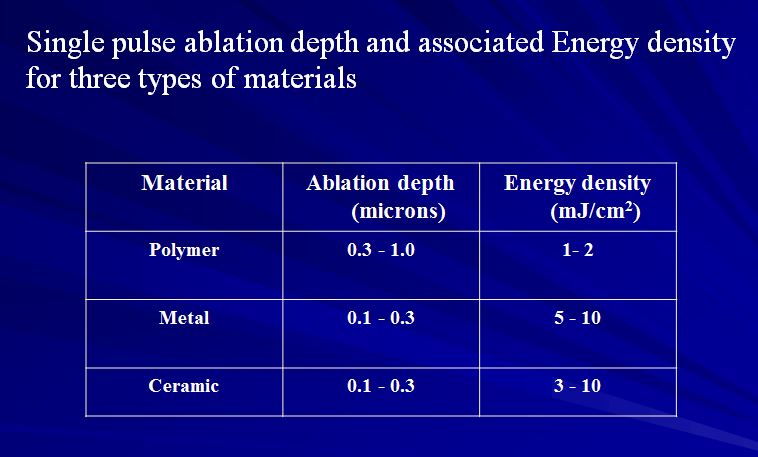 Single pulse ablation depth and associated Energy density
for three types of materials
Material Ablation depth Energy density
(microns) (mJ/cm²)
Polymer 0.3 - 1.0 1- 2
Metal 0.1 - 0.3 5 - 10
Ceramic 0.1 - 0.3 3 - 10